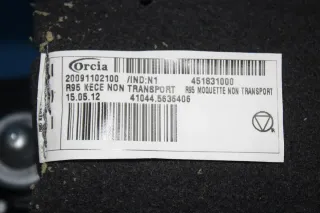 Orcia
20091102100 /IND:N1 451631000
R95 KECE NON TRANSPORT R95 MOQUETTE NON TRANSPORT
15.05.12 41044.5636406